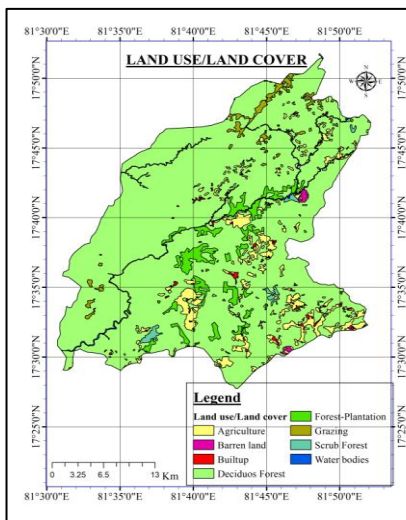 81°30'0"E 81°35'0"E 81°40'0"E 81°45'0"E 81°50'0"E
LAND USE/LAND COVER
N
W E
S
17°50'0"N 17°50'0"N
17°45'0"N 17°45'0"N
17°40'0"N 17°40'0"N
17°35'0"N 17°35'0"N
17°30'0"N 17°30'0"N
17°25'0"N 17°25'0"N
Legend
Land use/Land cover
Agriculture
Barren land
Builtup
Deciduos Forest
Forest-Plantation
Grazing
Scrub Forest
Water bodies
0 3.25 6.5 13 Km
81°30'0"E 81°35'0"E 81°40'0"E 81°45'0"E 81°50'0"E